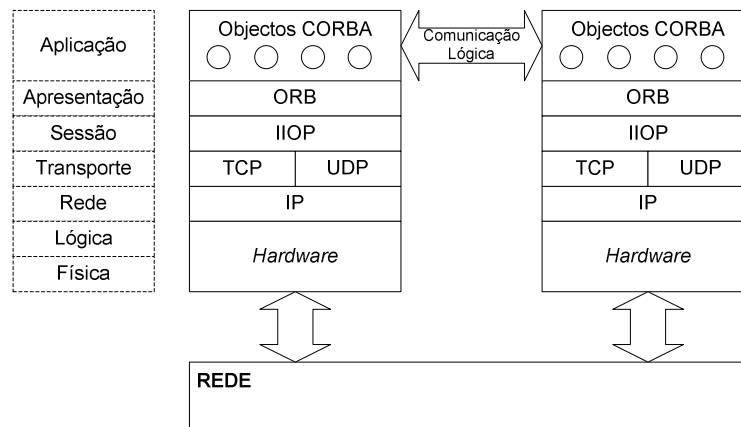 Aplicação
Apresentação
Sessão
Transporte
Rede
Lógica
Física
Objectos CORBA
ORB
IIOP
TCP UDP
IP
Hardware
Comunicação
Lógica
Objectos CORBA
ORB
IIOP
TCP UDP
IP
Hardware
REDE